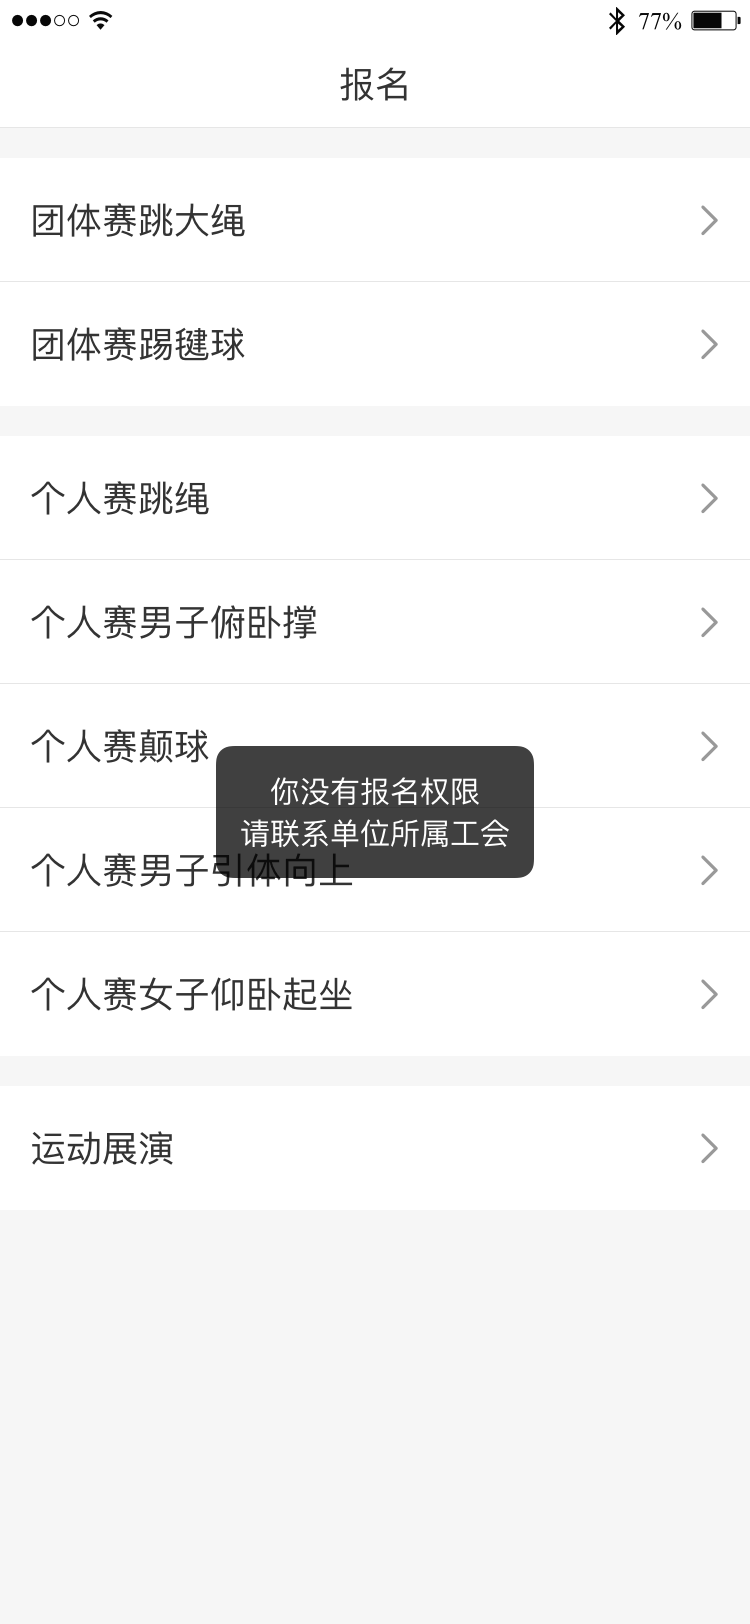 77%
报名
团体赛跳大绳
团体赛踢毽球
个人赛跳绳
个人赛男子俯卧撑
个人赛颠球
你没有报名权限
请联系单位所属工会
个人赛男子引体向上
个人赛女子仰卧起坐
运动展演